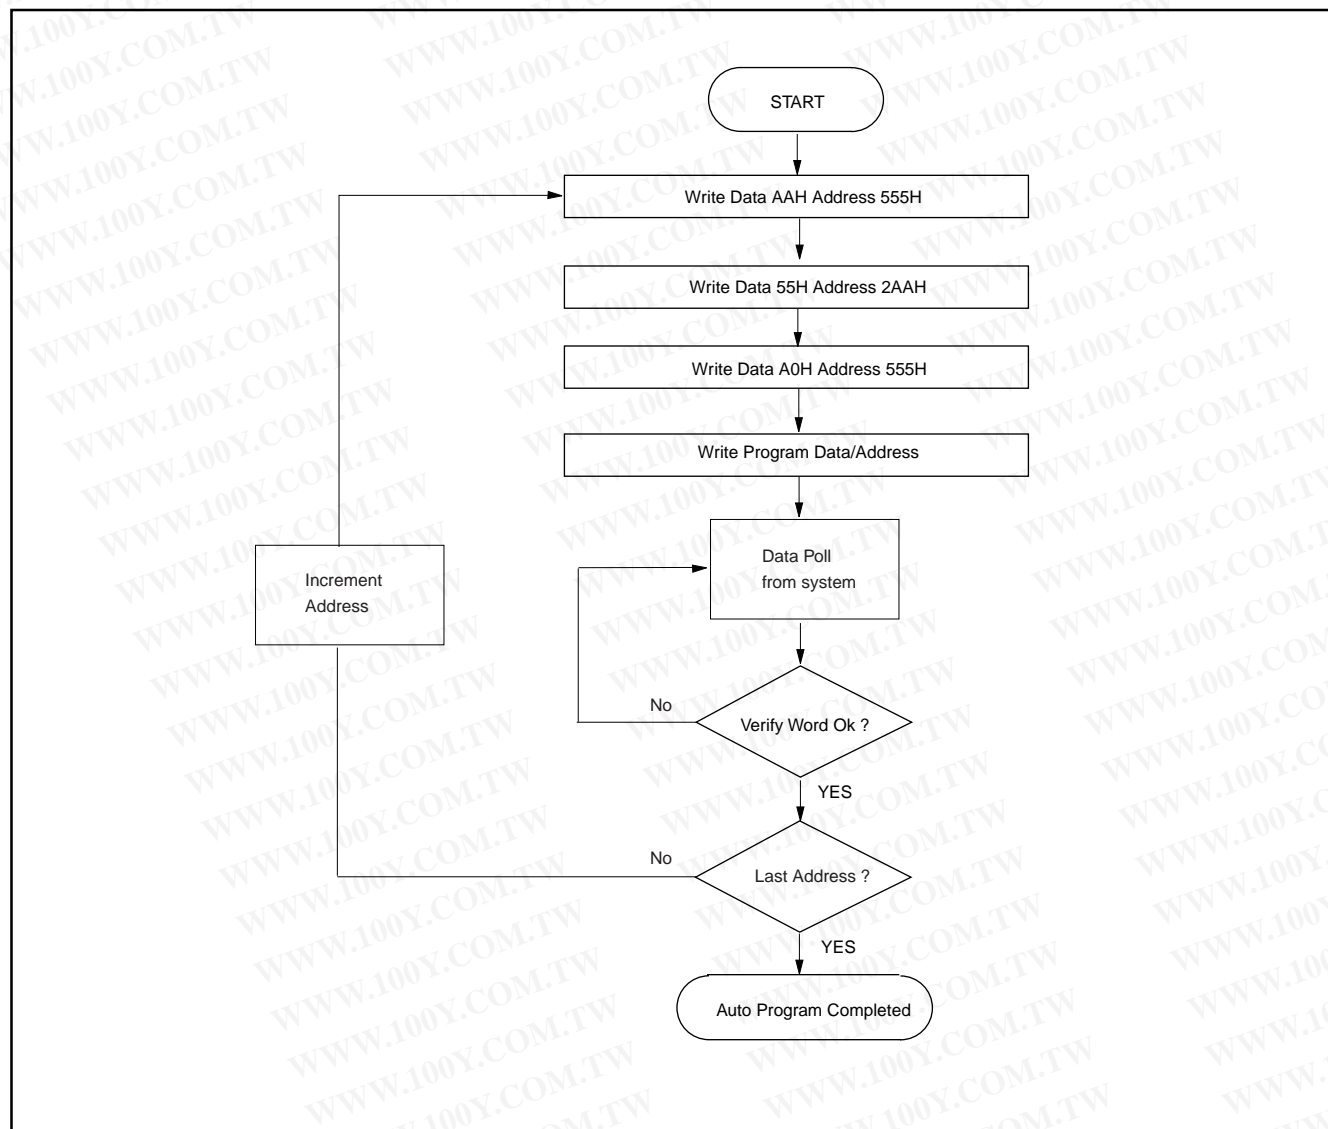 START
Write Data AAH Address 555H
Write Data 55H Address 2AAH
Write Data A0H Address 555H
Write Program Data/Address
Data Poll
from system
Increment
Address
No
Verify Word Ok ?
YES
No
Last Address ?
YES
Auto Program Completed
WWW.100Y.COM.TW